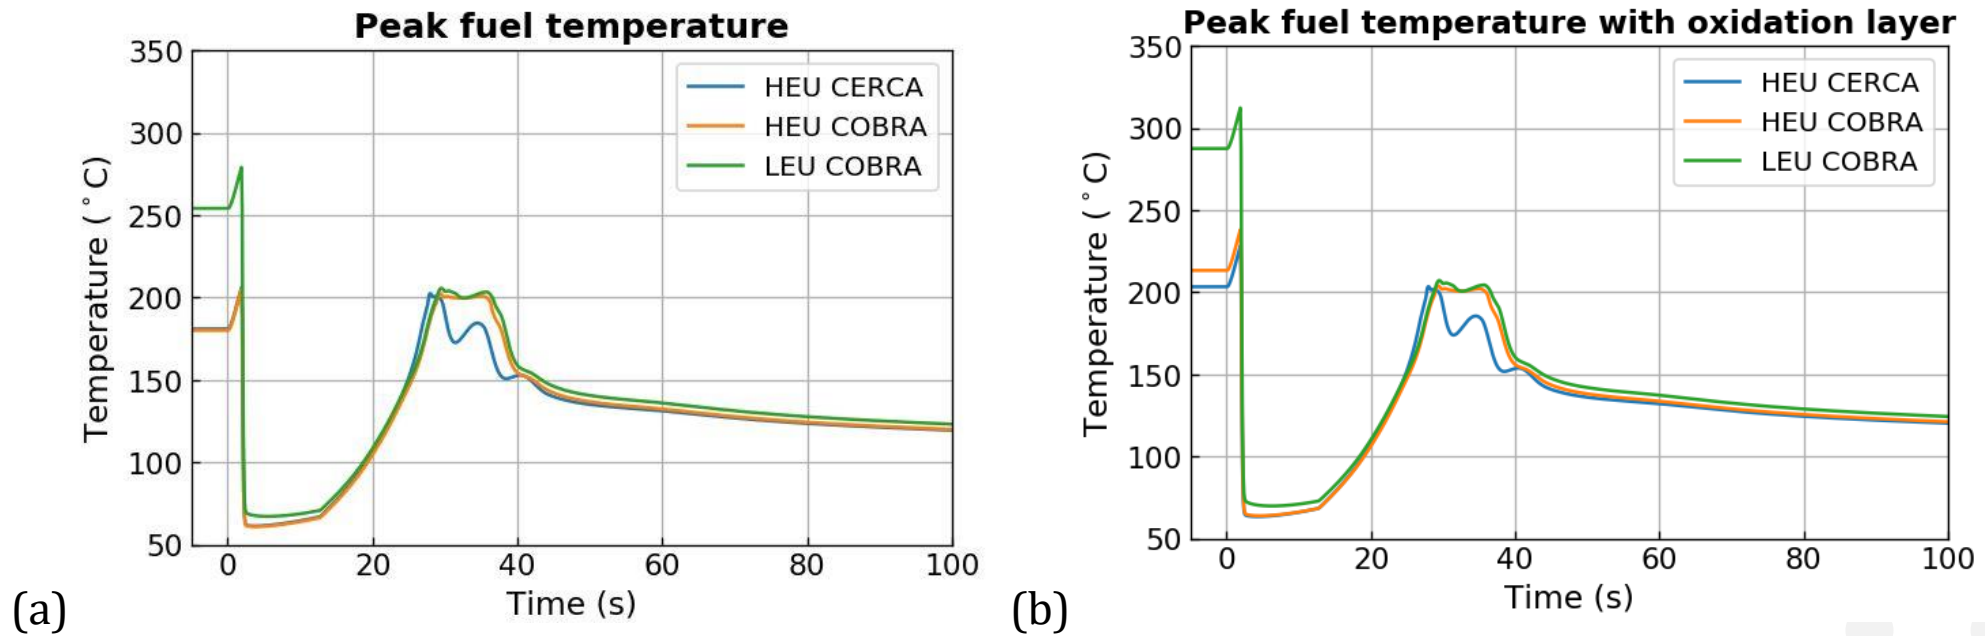 Peak fuel temperature
350
300
250
200
150
100
50
0
20
40
60
80
100
Temperature (°C)
Time (s)
HEU CERCA
HEU COBRA
LEU COBRA
(a)
Peak fuel temperature with oxidation layer
350
300
250
200
150
100
50
0
20
40
60
80
100
Temperature (°C)
Time (s)
HEU CERCA
HEU COBRA
LEU COBRA
(b)